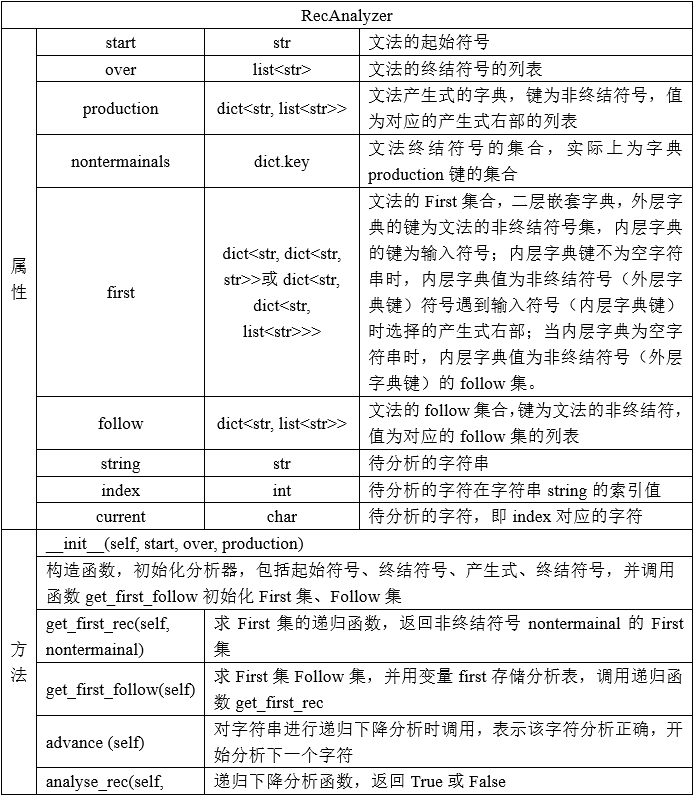 RecAnalyzer
属性
start
str
文法的起始符号
over
list<str>
文法的终结符号的列表
production
dict<str, list<str>>
文法产生式的字典，键为非终结符号，值
为对应的产生式右部的列表
nontermainals
dict.key
文法终结符号的集合，实际上为字典
production 键的集合
first
dict<str, dict<str,
str>>或 dict<str,
dict<str,
list<str>>>
文法的 First 集合，二层嵌套字典，外层字
典的键为文法的非终结符号集，内层字典
的键为输入符号；内层字典键不为空字符
串时，内层字典值为非终结符号（外层字
典键）符号遇到输入符号（内层字典键）
时选择的产生式右部；当内层字典为空字
符串时，内层字典值为非终结符号（外层
字典键）的 follow 集。
follow
dict<str, list<str>>
文法的 follow 集合，键为文法的非终结符，
值为对应的 follow 集的列表
string
str
待分析的字符串
index
int
待分析的字符在字符串 string 的索引值
current
char
待分析的字符，即 index 对应的字符
方法
__init__(self, start, over, production)
构造函数，初始化分析器，包括起始符号、终结符号、产生式、终结符号，并调用
函数 get_first_follow 初始化 First 集、Follow 集
get_first_rec(self,
nontermainal)
求 First 集的递归函数，返回非终结符号 nontermainal 的 First
集
get_first_follow(self)
求 First 集 Follow 集，并用变量 first 存储分析表，调用递归函
数 get_first_rec
advance (self)
对字符串进行递归下降分析时调用，表示该字符分析正确，开
始分析下一个字符
analyse_rec(self,
递归下降分析函数，返回 True 或 False